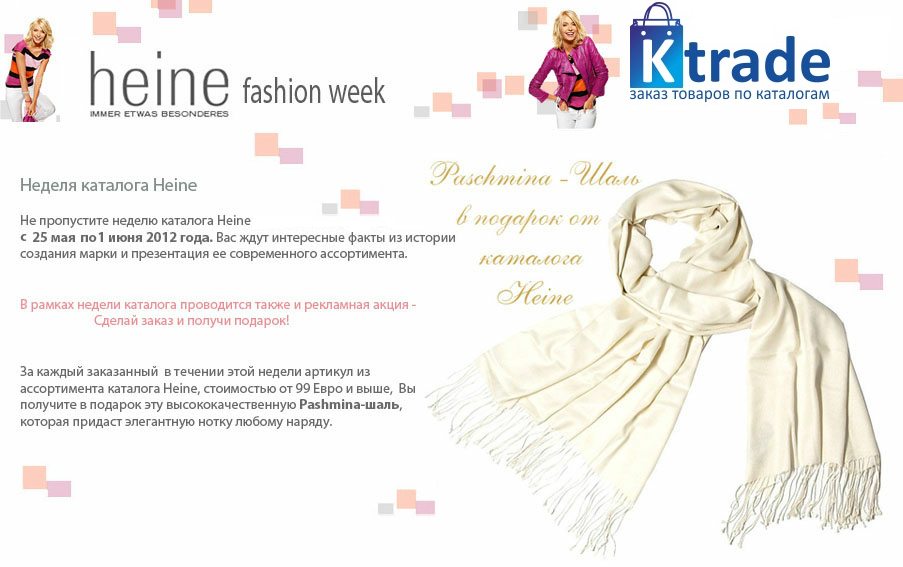 heine fashion week
IMMER ETWAS BESONDERES
Ktrade
заказ товаров по каталогам
Неделя каталога Heine
Не пропустите неделю каталога Heine
с 25 мая по 1 июня 2012 года. Вас ждут интересные факты из истории
создания марки и презентация ее современного ассортимента.
В рамках недели каталога проводится также и рекламная акция -
Сделай заказ и получи подарок!
За каждый заказанный в течении этой недели артикул из
ассортимента каталога Heine, стоимостью от 99 Евро и выше, Вы
получите в подарок эту высококачественную Pashmina-шаль,
которая придаст элегантную нотку любому наряду.
Paschmina - Шаль
в подарок от
каталога
Heine